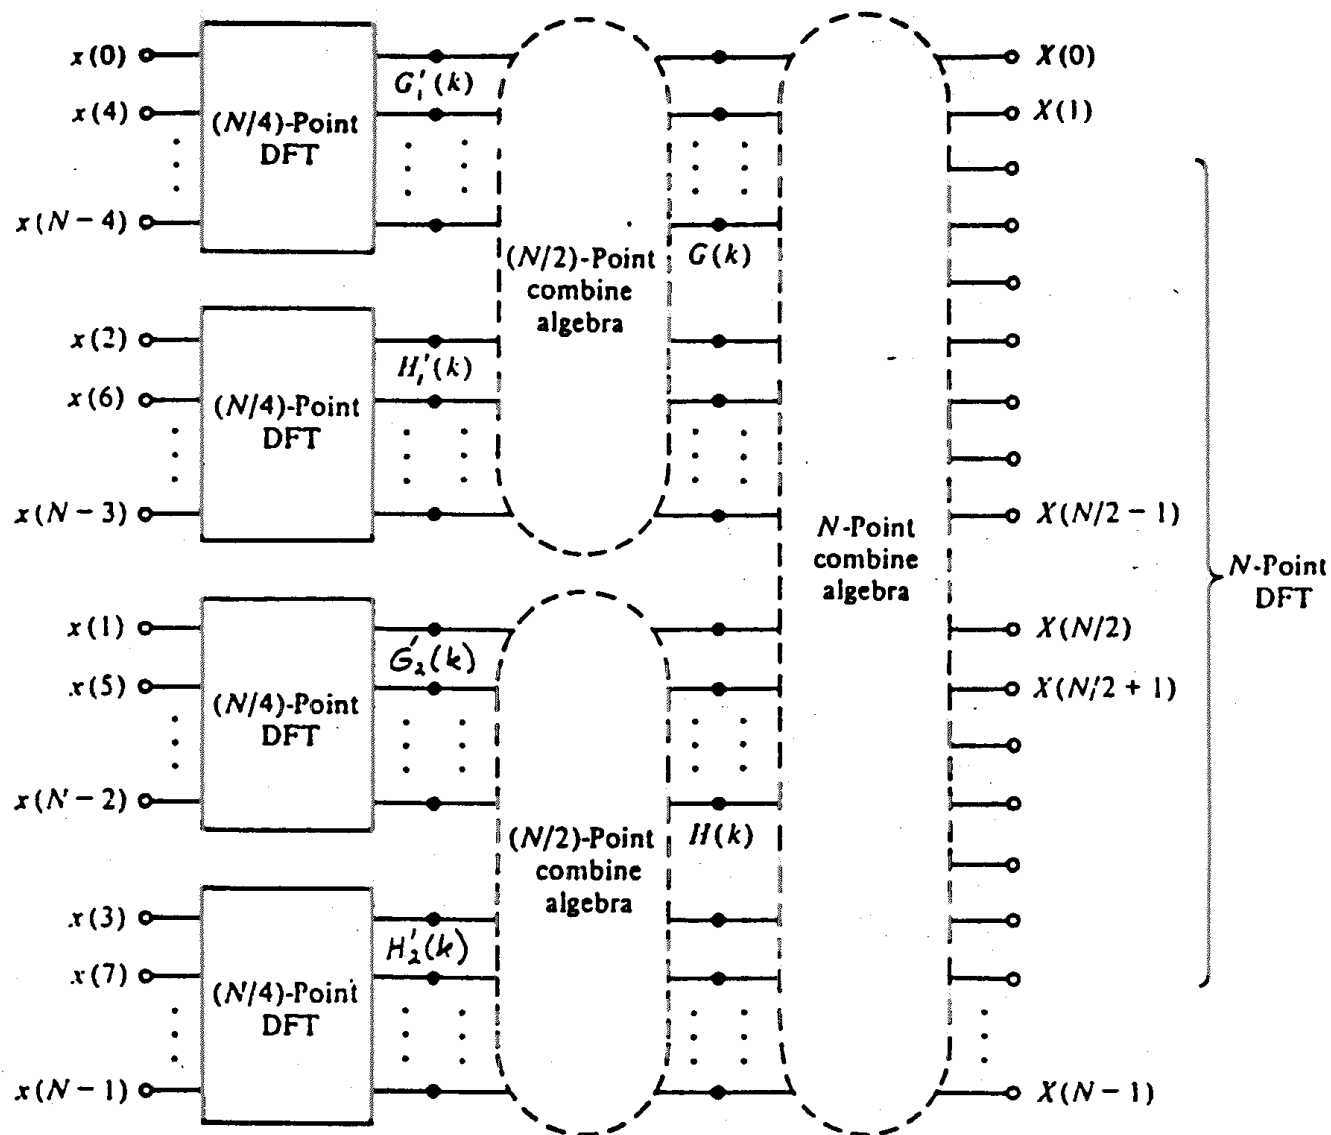 x(0)
x(4)
x(N-4)
(N/4)-Point
DFT
G'₁(k)
x(2)
x(6)
x(N-3)
(N/4)-Point
DFT
H'₁(k)
(N/2)-Point
combine
algebra
G(k)
x(1)
x(5)
x(N-2)
(N/4)-Point
DFT
G'₂(k)
x(3)
x(7)
x(N-1)
(N/4)-Point
DFT
H'₂(k)
(N/2)-Point
combine
algebra
H(k)
N-Point
combine
algebra
X(0)
X(1)
X(N/2-1)
X(N/2)
X(N/2+1)
X(N-1)
N-Point
DFT